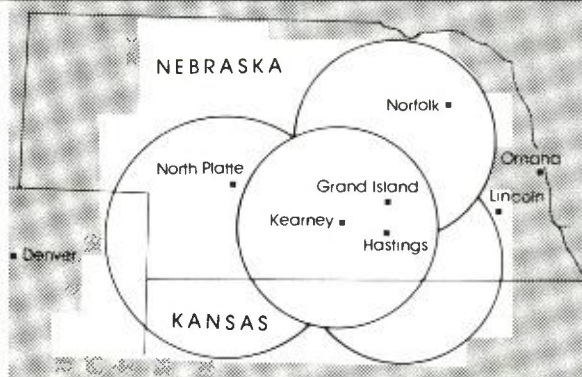 NEBRASKA
Norfolk
North Platte
Omaha
Grand Island
Lincoln
Kearney
Hastings
Denver
KANSAS